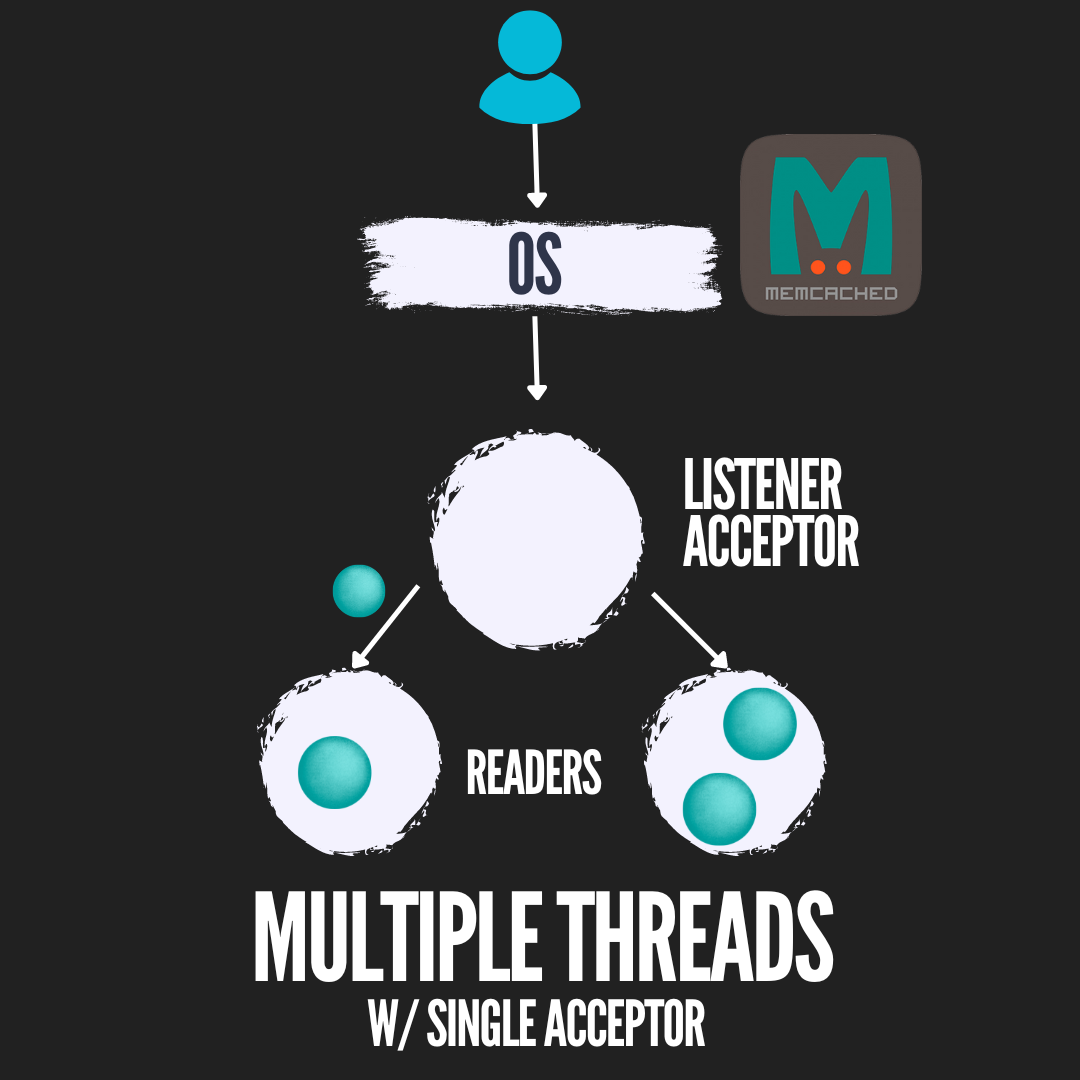 OS
MEMCACHED
LISTENER
ACCEPTOR
READERS
MULTIPLE THREADS
W/ SINGLE ACCEPTOR